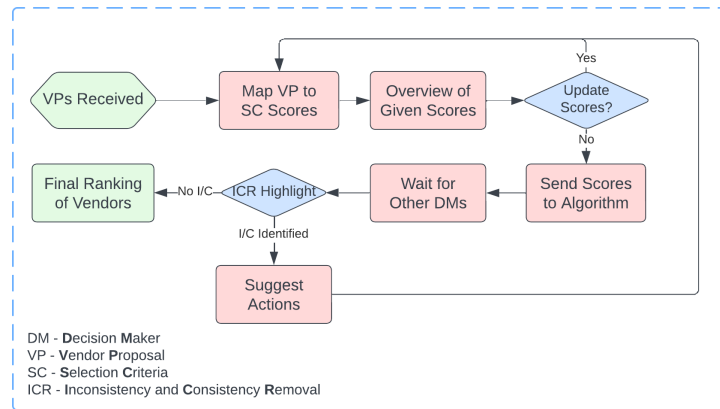 Yes
VPs Received
Map VP to
SC Scores
Overview of
Given Scores
Update
Scores?
No
Final Ranking
of Vendors
No I/C
ICR Highlight
Wait for
Other DMs
Send Scores
to Algorithm
I/C Identified
Suggest
Actions
DM - Decision Maker
VP - Vendor Proposal
SC - Selection Criteria
ICR - Inconsistency and Consistency Removal